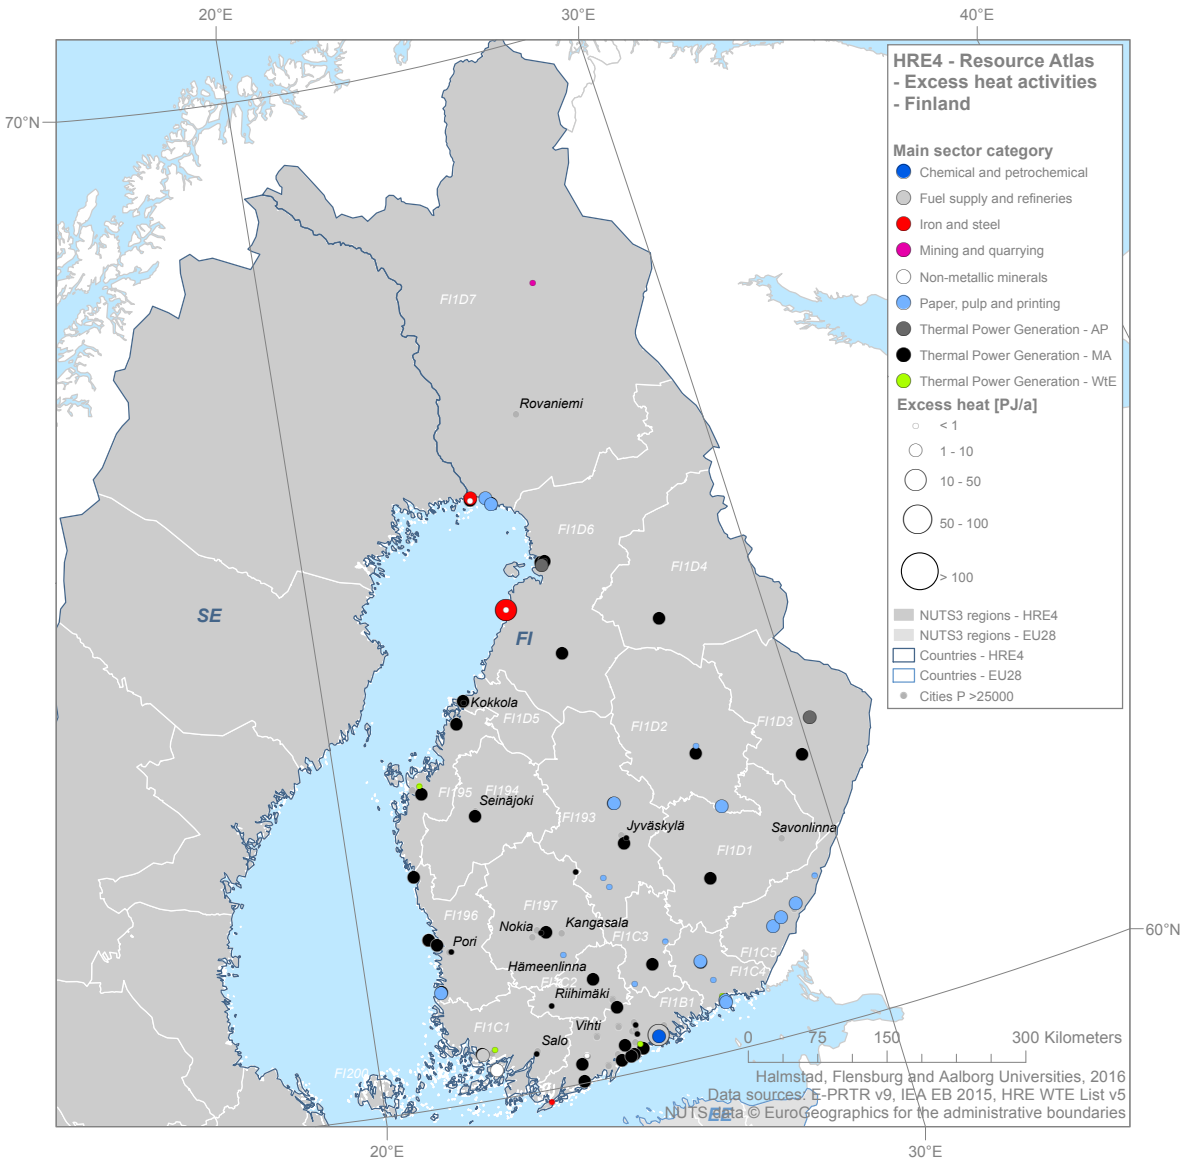 20°E
30°E
40°E
70°N
HRE4 - Resource Atlas
- Excess heat activities
- Finland
Main sector category
Chemical and petrochemical
Fuel supply and refineries
Iron and steel
Mining and quarrying
Non-metallic minerals
Paper, pulp and printing
Thermal Power Generation - AP
Thermal Power Generation - MA
Thermal Power Generation - WtE
Excess heat [PJ/a]
< 1
1 - 10
10 - 50
50 - 100
> 100
NUTS3 regions - HRE4
NUTS3 regions - EU28
Countries - HRE4
Countries - EU28
Cities P >25000
FI1D7
Rovaniemi
FI1D6
FI1D4
SE
FI
Kokkola
FI1D5
FI1D2
FI1D3
FI195
FI194
Seinäjoki
FI193
Jyväskylä
Savonlinna
FI1D1
FI197
FI196
Nokia
Kangasala
Pori
FI1C3
FI1C5
Hämeenlinna
FI1C4
FI1C2
Riihimäki
FI1B1
FI1C1
Vihti
Salo
FI200
60°N
0 75 150 300 Kilometers
Halmstad, Flensburg and Aalborg Universities, 2016
Data sources: E-PRTR v9, IEA EB 2015, HRE WTE List v5
NUTS data © EuroGeographics for the administrative boundaries
EE
20°E
30°E